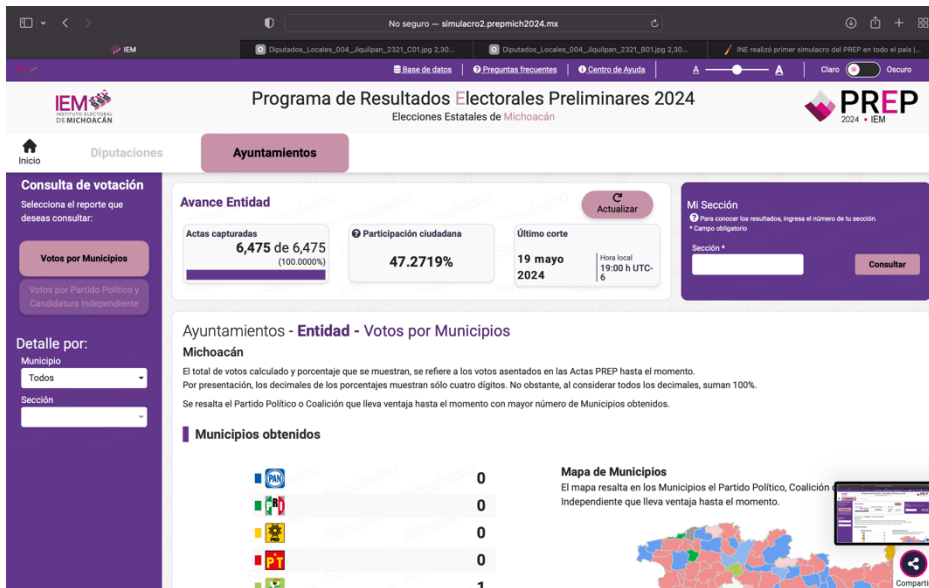 No seguro — simulacro2.prepmich2024.mx
IEM
Diputados_Locales_004_Jiquilpan_2321_C01.jpg 2,30...
Diputados_Locales_004_Jiquilpan_2321_B01.jpg 2,30...
INE realizó primer simulacro del PREP en todo el país |...
Base de datos
Preguntas frecuentes
Centro de Ayuda
A
A
Claro
Oscuro
IEM
INSTITUTO ELECTORAL
DE MICHOACÁN
Programa de Resultados Electorales Preliminares 2024
Elecciones Estatales de Michoacán
PREP
2024 • IEM
Inicio
Diputaciones
Ayuntamientos
Consulta de votación
Selecciona el reporte que
deseas consultar:
Votos por Municipios
Votos por Partido Político y
Candidatura Independiente
Detalle por:
Municipio
Todos
Sección
Avance Entidad
Actualizar
Actas capturadas
6,475 de 6,475
(100.0000%)
Participación ciudadana
47.2719%
Último corte
19 mayo
2024
Hora local
19:00 h UTC-
6
Mi Sección
Para conocer los resultados, ingresa el número de tu sección.
* Campo obligatorio
Sección *
Consultar
Ayuntamientos - Entidad - Votos por Municipios
Michoacán
El total de votos calculado y porcentaje que se muestran, se refiere a los votos asentados en las Actas PREP hasta el momento.
Por presentación, los decimales de los porcentajes muestran sólo cuatro dígitos. No obstante, al considerar todos los decimales, suman 100%.
Se resalta el Partido Político o Coalición que lleva ventaja hasta el momento con mayor número de Municipios obtenidos.
Municipios obtenidos
PAN
0
PRI
0
PRD
0
PT
0
1
Mapa de Municipios
El mapa resalta en los Municipios el Partido Político, Coalición
Independiente que lleva ventaja hasta el momento.
Comparti
Simulacro